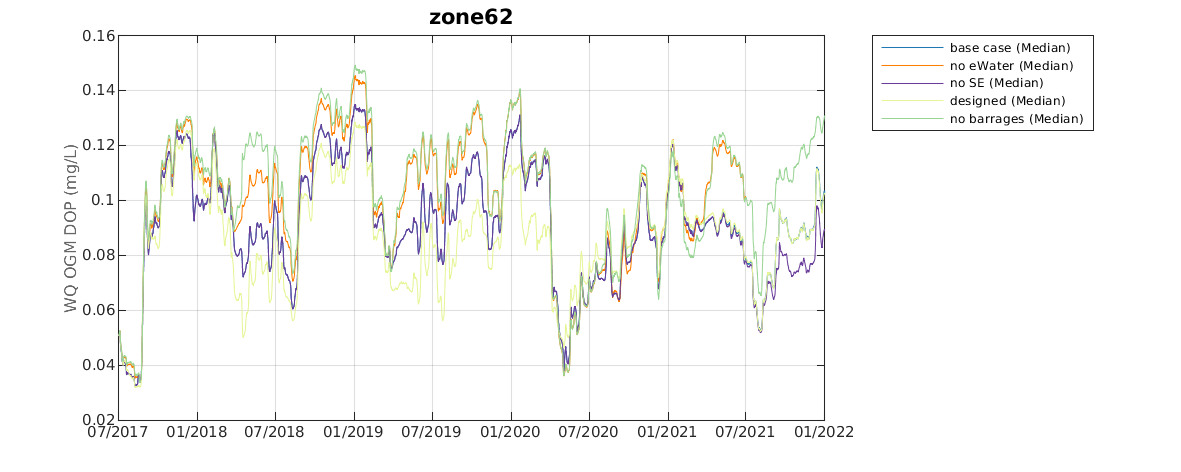 zone62
WQ OGM DOP (mg/L)
0.16
0.14
0.12
0.1
0.08
0.06
0.04
0.02
07/2017 01/2018 07/2018 01/2019 07/2019 01/2020 07/2020 01/2021 07/2021 01/2022
base case (Median)
no eWater (Median)
no SE (Median)
designed (Median)
no barrages (Median)